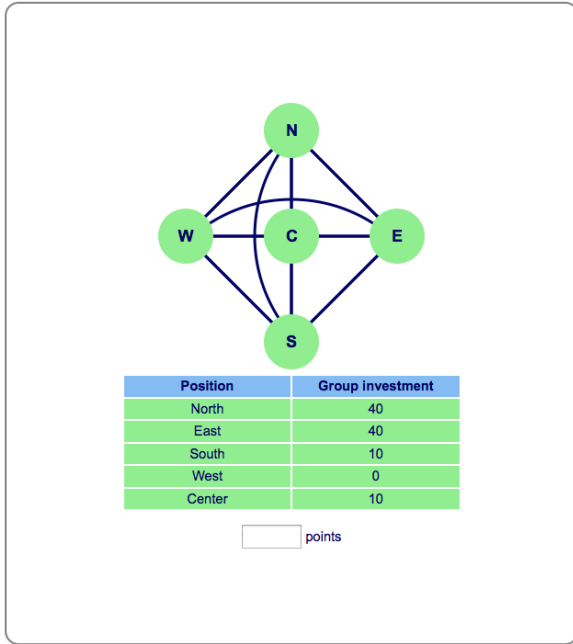 N
W C E
S
Position Group investment
North 40
East 40
South 10
West 0
Center 10
points